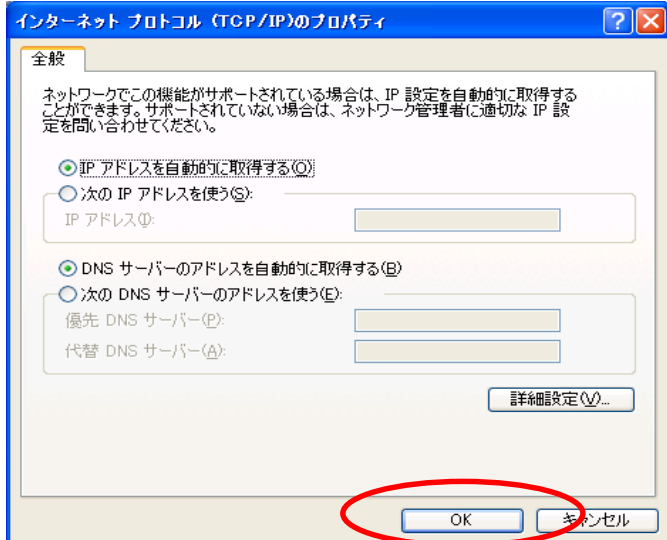 インターネット プロトコル (TCP/IP)のプロパティ
全般
ネットワークでこの機能がサポートされている場合は、IP 設定を自動的に取得する
ことができます。サポートされていない場合は、ネットワーク管理者に適切な IP 設
定を問い合わせてください。
IP アドレスを自動的に取得する(O)
次の IP アドレスを使う(S):
IP アドレス(I):
DNS サーバーのアドレスを自動的に取得する(B)
次の DNS サーバーのアドレスを使う(E):
優先 DNS サーバー(P):
代替 DNS サーバー(A):
詳細設定(V)...
OK
キャンセル